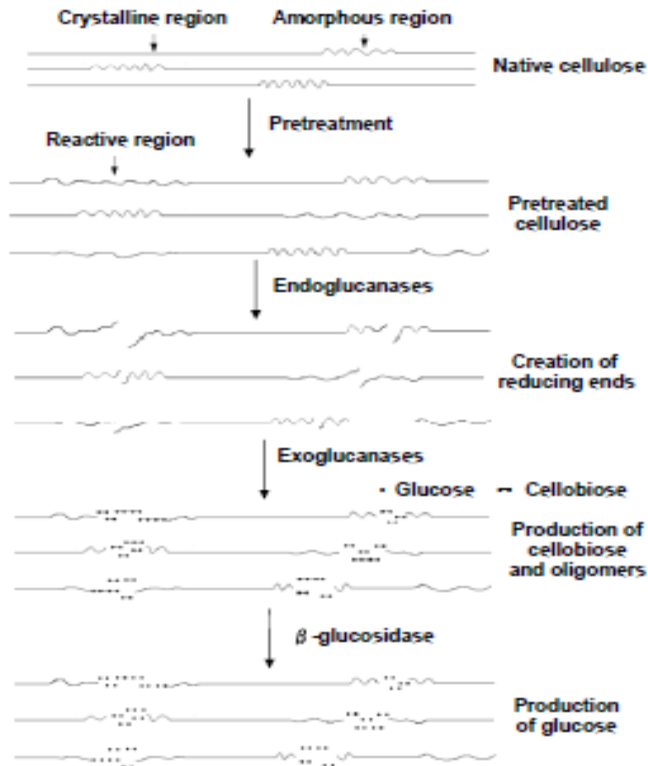 Crystalline region
Amorphous region
Native cellulose
Pretreatment
Reactive region
Pretreated
cellulose
Endoglucanases
Creation of
reducing ends
Exoglucanases
Glucose
Cellobiose
Production of
cellobiose
and oligomers
β-glucosidase
Production
of glucose